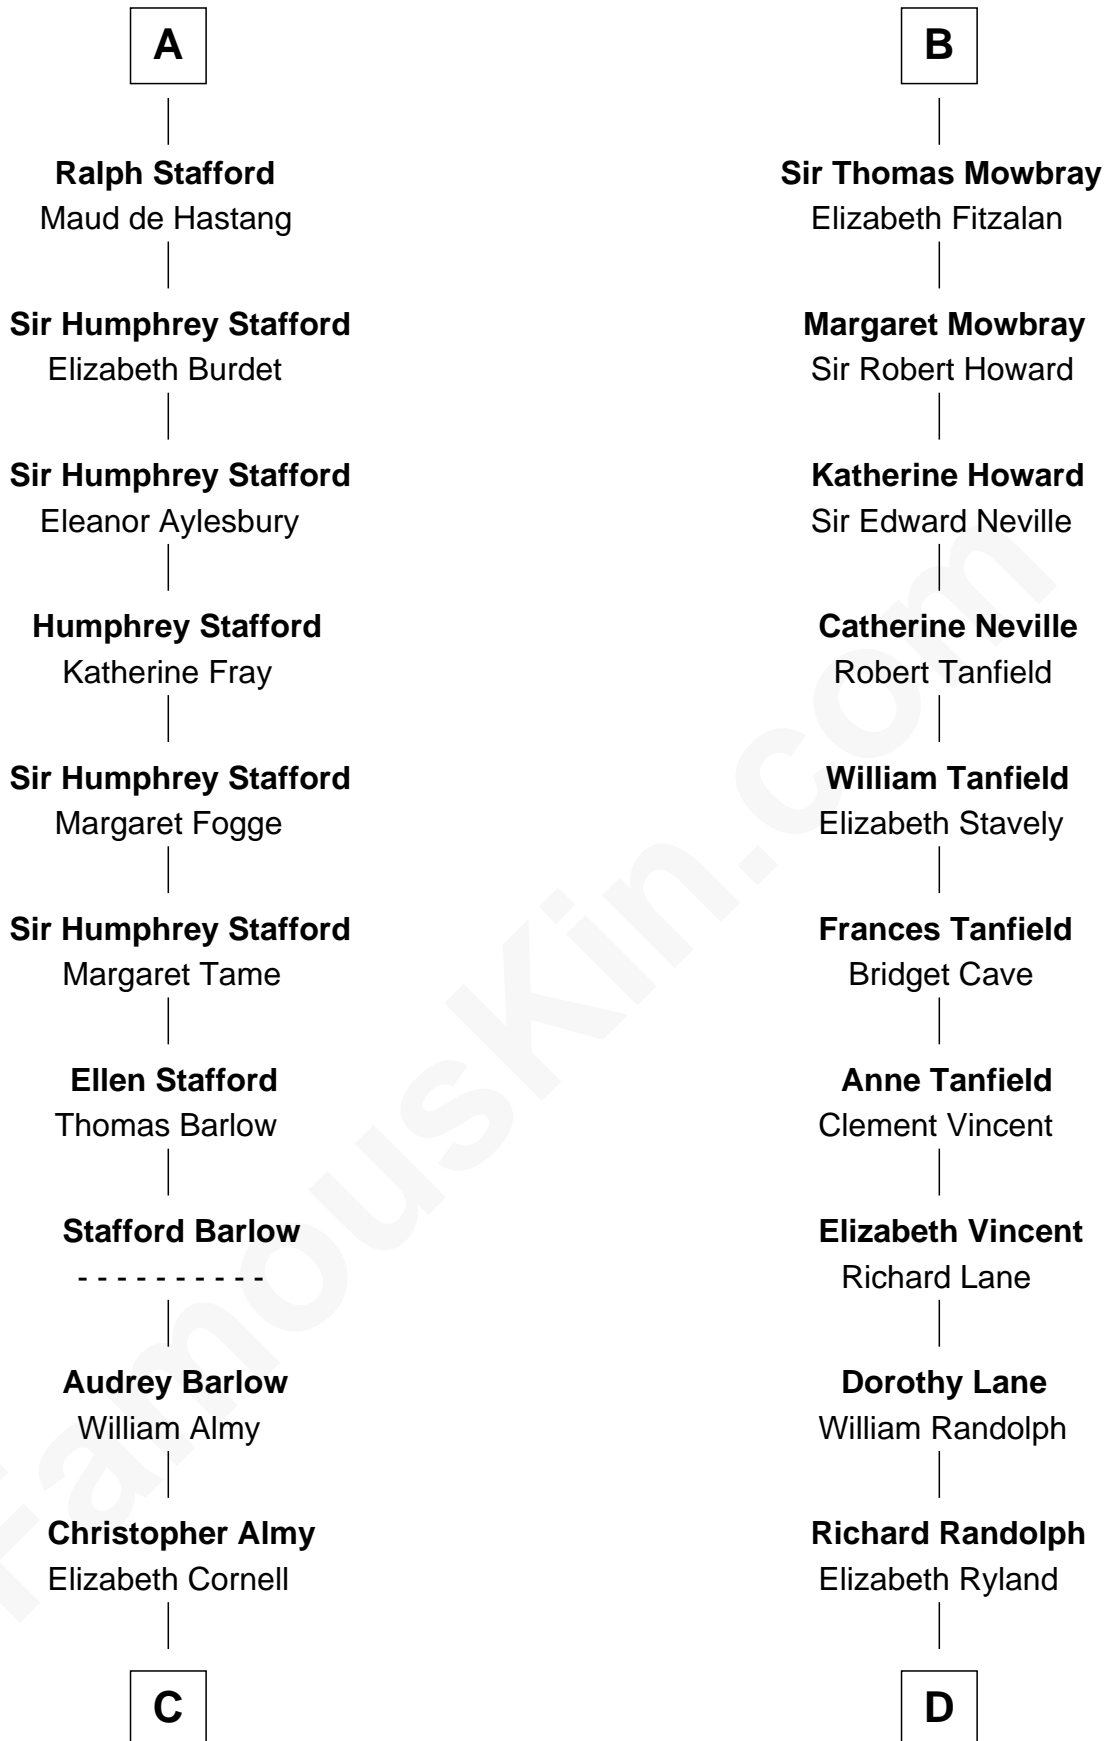 A
Ralph Stafford
Maud de Hastang
Sir Humphrey Stafford
Elizabeth Burdet
Sir Humphrey Stafford
Eleanor Aylesbury
Humphrey Stafford
Katherine Fray
Sir Humphrey Stafford
Margaret Fogge
Sir Humphrey Stafford
Margaret Tame
Ellen Stafford
Thomas Barlow
Stafford Barlow
- - - - - - - - - -
Audrey Barlow
William Almy
Christopher Almy
Elizabeth Cornell
C
B
Sir Thomas Mowbray
Elizabeth Fitzalan
Margaret Mowbray
Sir Robert Howard
Katherine Howard
Sir Edward Neville
Catherine Neville
Robert Tanfield
William Tanfield
Elizabeth Stavely
Frances Tanfield
Bridget Cave
Anne Tanfield
Clement Vincent
Elizabeth Vincent
Richard Lane
Dorothy Lane
William Randolph
Richard Randolph
Elizabeth Ryland
D
FamousKin.com